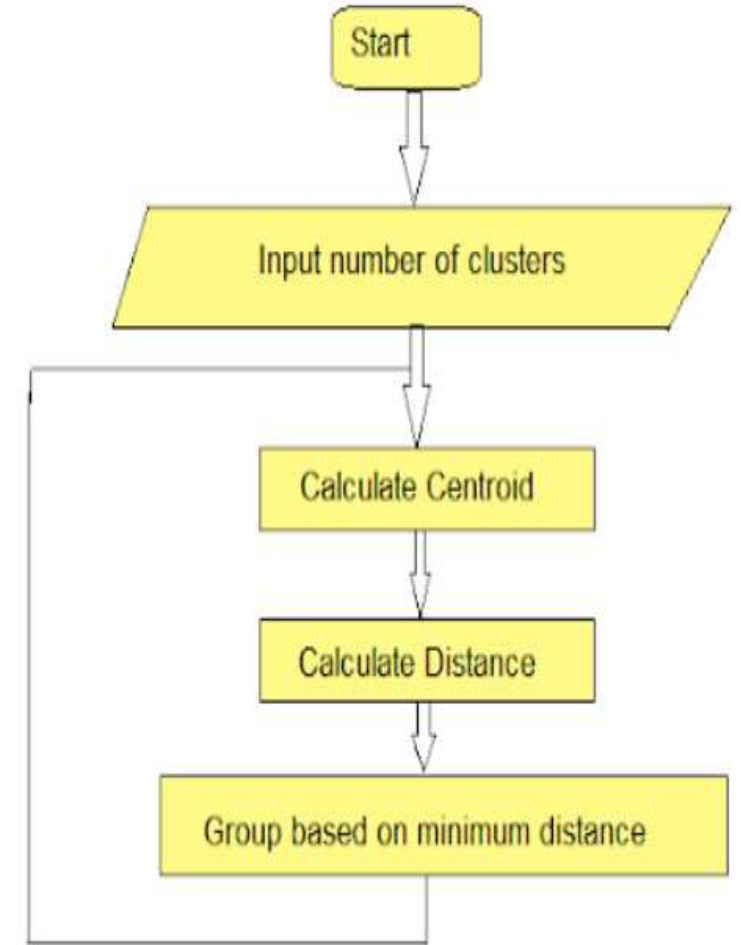 Start
Input number of clusters
Calculate Centroid
Calculate Distance
Group based on minimum distance